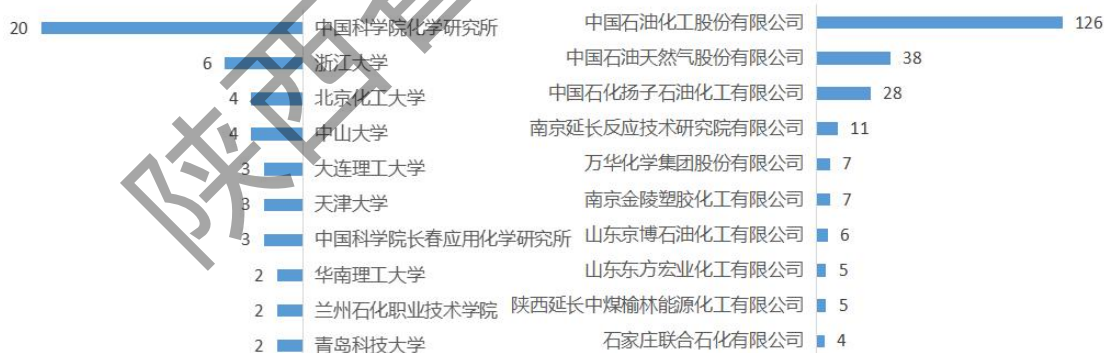 20 中国科学院化学研究所
6 浙江大学
4 北京化工大学
4 中山大学
3 大连理工大学
3 天津大学
3 中国科学院长春应用化学研究所
2 华南理工大学
2 兰州石化职业技术学院
2 青岛科技大学
中国石油化工股份有限公司 126
中国石油天然气股份有限公司 38
中国石化扬子石油化工有限公司 28
南京延长反应技术研究院有限公司 11
万华化学集团股份有限公司 7
南京金陵塑胶化工有限公司 7
山东京博石油化工有限公司 6
山东东方宏业化工有限公司 5
陕西延长中煤榆林能源化工有限公司 5
石家庄联合石化有限公司 4
陕西省